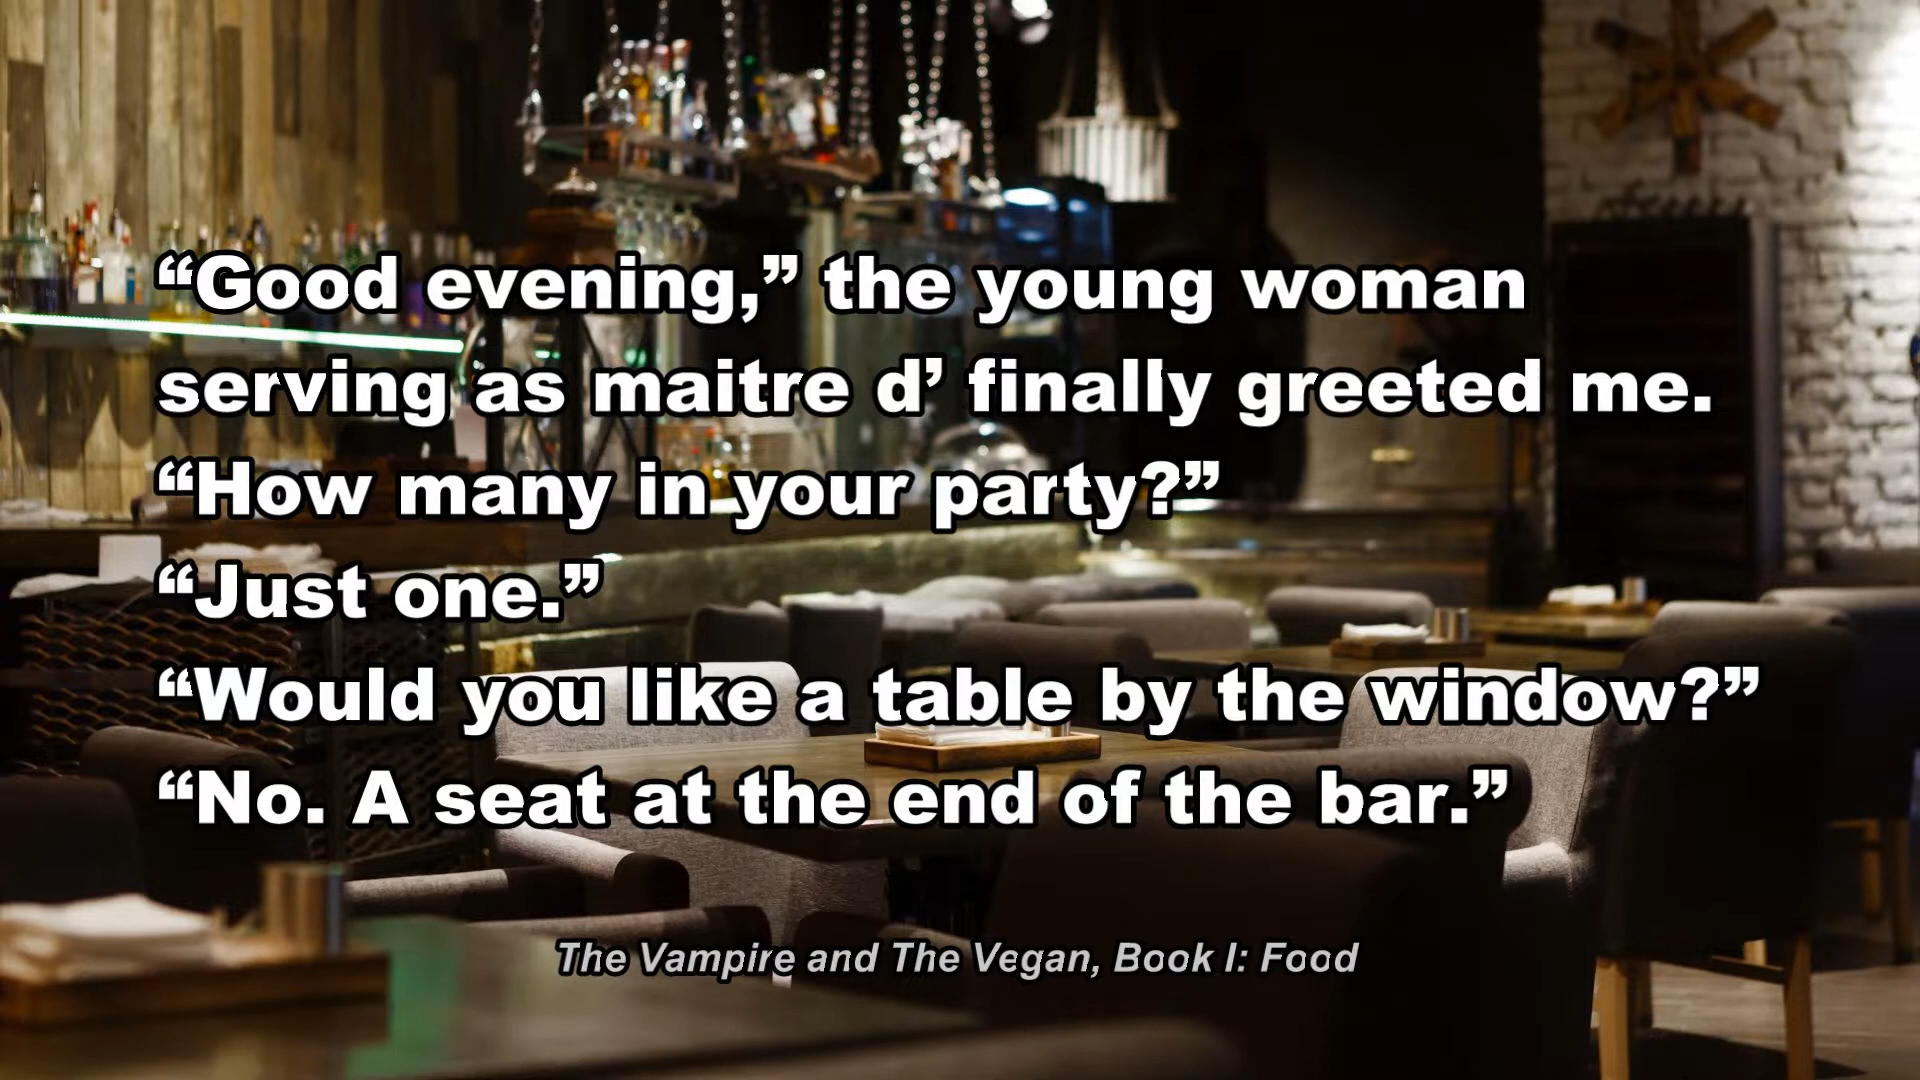 “Good evening,” the young woman
serving as maitre d’ finally greeted me.
“How many in your party?”
“Just one.”
“Would you like a table by the window?”
“No. A seat at the end of the bar.”
The Vampire and The Vegan, Book I: Food